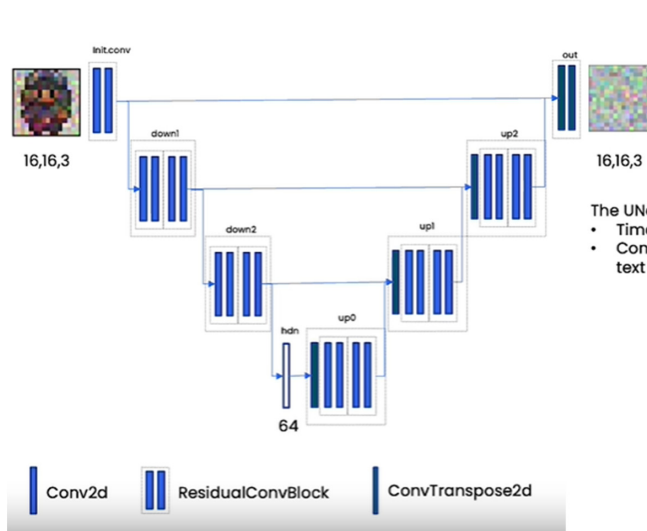 init.conv
out
down1
up2
16,16,3
16,16,3
The UN
• Tim
• Con
text
down2
up1
hdn
up0
64
Conv2d
ResidualConvBlock
ConvTranspose2d